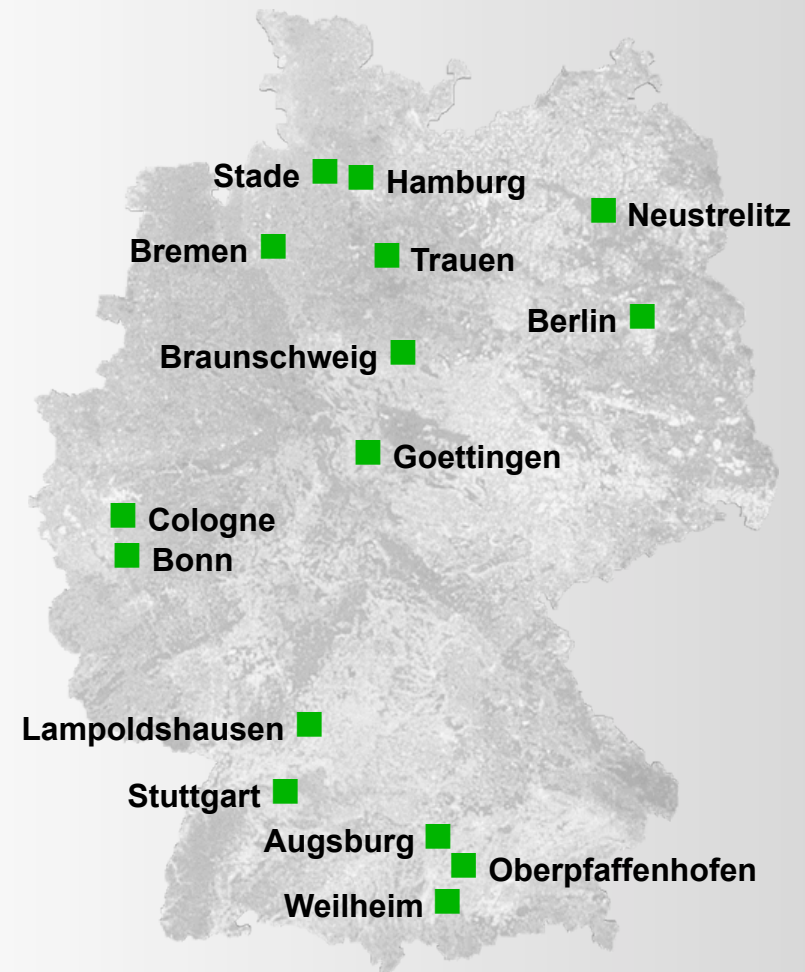 Stade
Hamburg
Neustrelitz
Bremen
Trauen
Berlin
Braunschweig
Goettingen
Cologne
Bonn
Lampoldshausen
Stuttgart
Augsburg
Oberpfaffenhofen
Weilheim